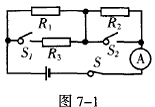 R₁ R₂
S₁ R₃ S₂ A
S
图 7-1